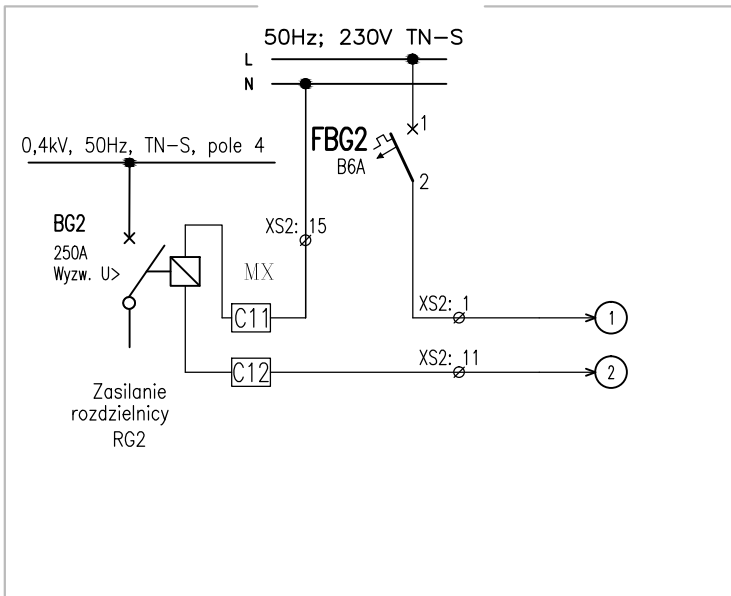 50Hz; 230V TN-S
L
N
0,4kV, 50Hz, TN-S, pole 4
FBG2
B6A
1
2
BG2
250A
Wyzw. U>
XS2: 15
MX
C11
XS2: 1
1
C12
XS2: 11
2
Zasilanie
rozdzielnicy
RG2